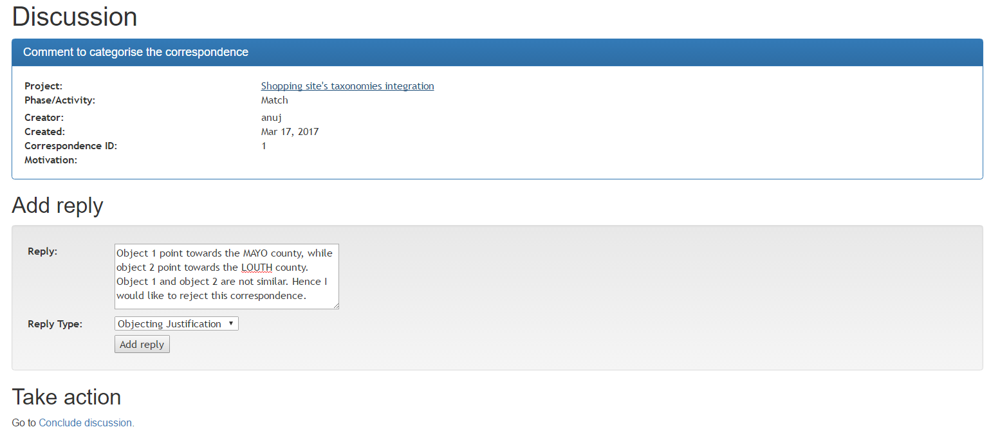 Discussion
Comment to categorise the correspondence
Project: Shopping site's taxonomies integration
Phase/Activity: Match
Creator: anuj
Created: Mar 17, 2017
Correspondence ID: 1
Motivation:
Add reply
Reply: Object 1 point towards the MAYO county, while
object 2 point towards the LOUTH county.
Object 1 and object 2 are not similar. Hence I
would like to reject this correspondence.
Reply Type: Objecting Justification
Add reply
Take action
Go to Conclude discussion.